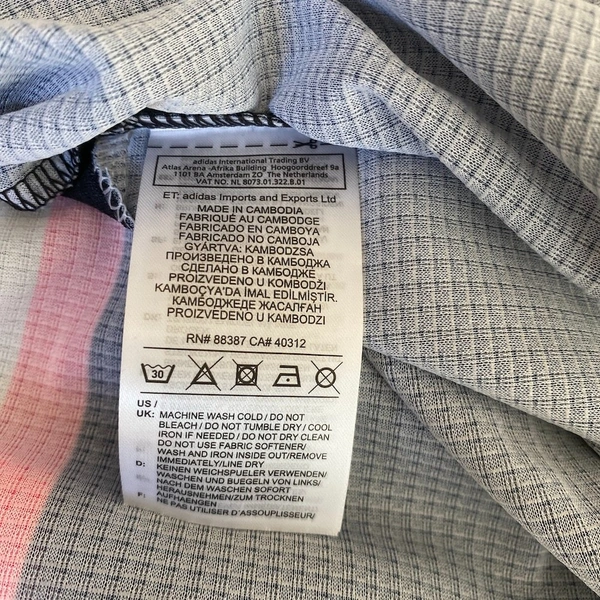 adidas International Trading BV
Atlas Arena -Afrika Building Hoogoorddreef 9a
1101 BA Amsterdam ZO The Netherlands
VAT NO. NL 8073.01.322.B.01
ET: adidas Imports and Exports Ltd
MADE IN CAMBODIA
FABRIQUÉ AU CAMBODGE
FABRICADO EN CAMBOYA
FABRICADO NO CAMBOJA
GYÁRTVA: KAMBODZSA
ПРОИЗВЕДЕНО В КАМБОДЖА
СДЕЛАНО В КАМБОДЖЕ
PROIZVEDENO U KOMBODŽI
KAMBOÇYA'DA İMAL EDİLMİŞTİR.
КАМБОДЖЕДЕ ЖАСАЛҒАН
PROIZVEDENO U KAMBODZI
RN# 88387 CA# 40312
30
US /
UK: MACHINE WASH COLD / DO NOT
BLEACH / DO NOT TUMBLE DRY / COOL
IRON IF NEEDED / DO NOT DRY CLEAN
DO NOT USE FABRIC SOFTENER/
WASH AND IRON INSIDE OUT/REMOVE
IMMEDIATELY/LINE DRY
D: KEINEN WEICHSPUELER VERWENDEN/
WASCHEN UND BUEGELN VON LINKS/
NACH DEM WASCHEN SOFORT
HERAUSNEHMEN/ZUM TROCKNEN
AUFHAENGEN
F: NE PAS UTILISER D'ASSOUPLISSEUR/